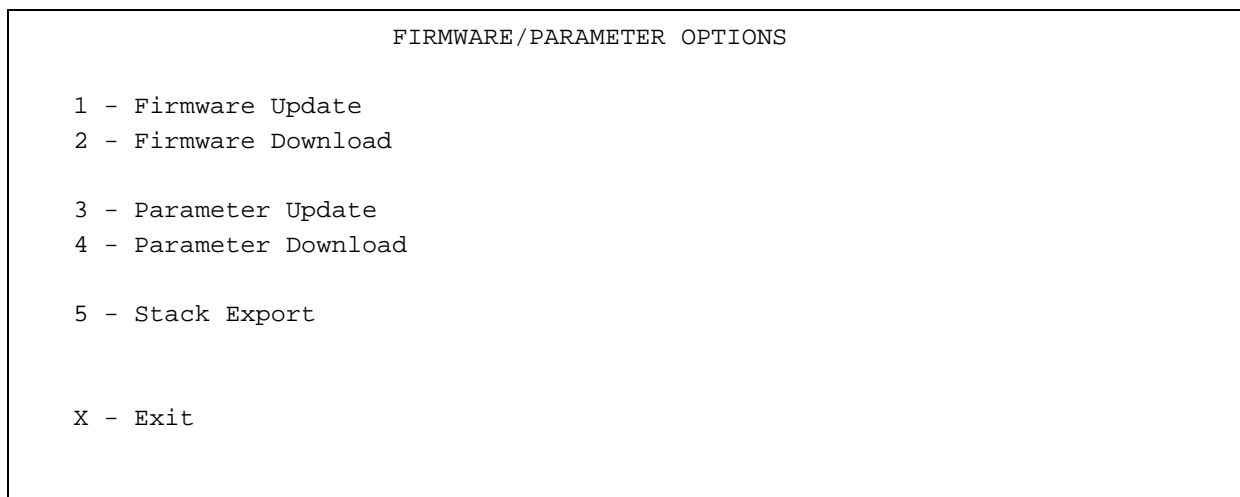 FIRMWARE/PARAMETER OPTIONS
1 - Firmware Update
2 - Firmware Download
3 - Parameter Update
4 - Parameter Download
5 - Stack Export
X - Exit